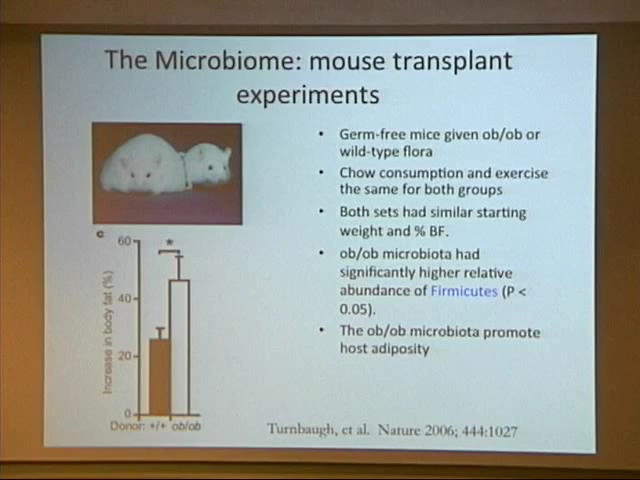 The Microbiome: mouse transplant
experiments
• Germ-free mice given ob/ob or
wild-type flora
• Chow consumption and exercise
the same for both groups
• Both sets had similar starting
weight and % BF.
• ob/ob microbiota had
significantly higher relative
abundance of Firmicutes (P <
0.05).
• The ob/ob microbiota promote
host adiposity
c
Increase in body fat (%)
60
40
20
0
*
Donor: +/+ ob/ob
Turnbaugh, et al. Nature 2006; 444:1027